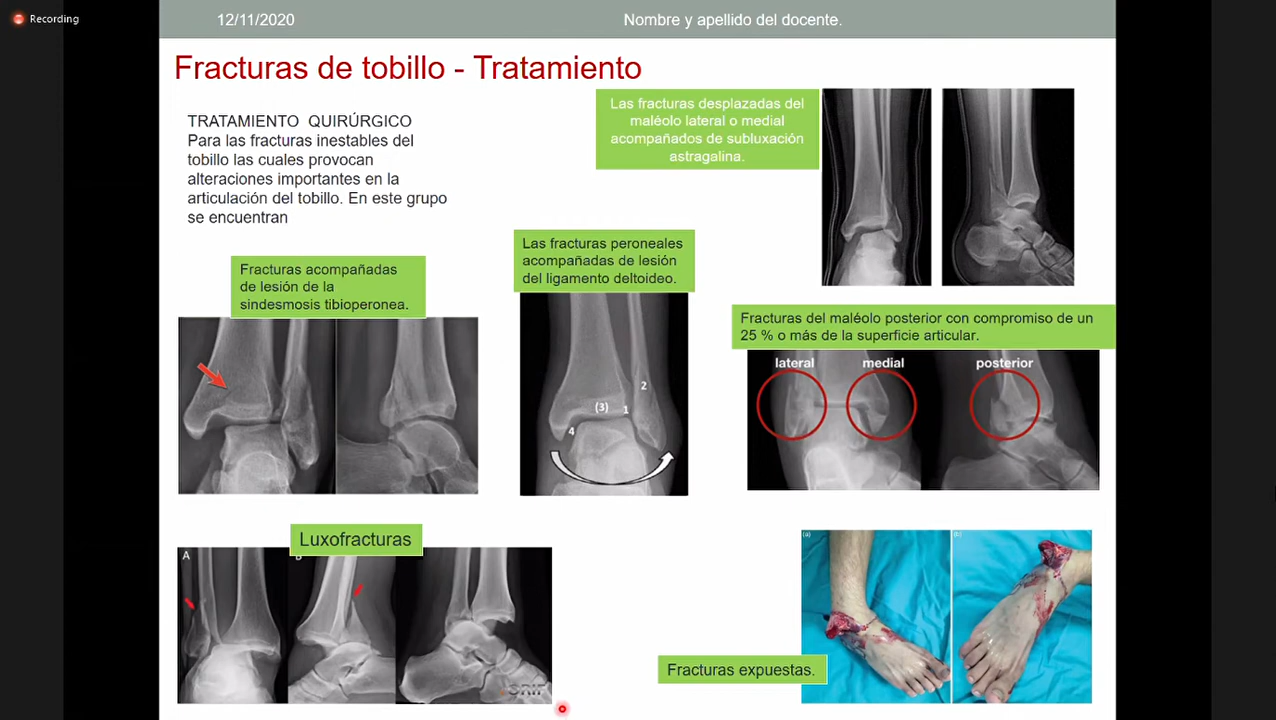 Recording
12/11/2020
Nombre y apellido del docente.
Fracturas de tobillo - Tratamiento
TRATAMIENTO QUIRÚRGICO
Para las fracturas inestables del
tobillo las cuales provocan
alteraciones importantes en la
articulación del tobillo. En este grupo
se encuentran
Las fracturas desplazadas del
maléolo lateral o medial
acompañados de subluxación
astragalina.
Fracturas acompañadas
de lesión de la
sindesmosis tibioperonea.
Las fracturas peroneales
acompañadas de lesión
del ligamento deltoideo.
2
(3)
1
4
Fracturas del maléolo posterior con compromiso de un
25 % o más de la superficie articular.
lateral
medial
posterior
Luxofracturas
A
B
Fracturas expuestas.
(a)